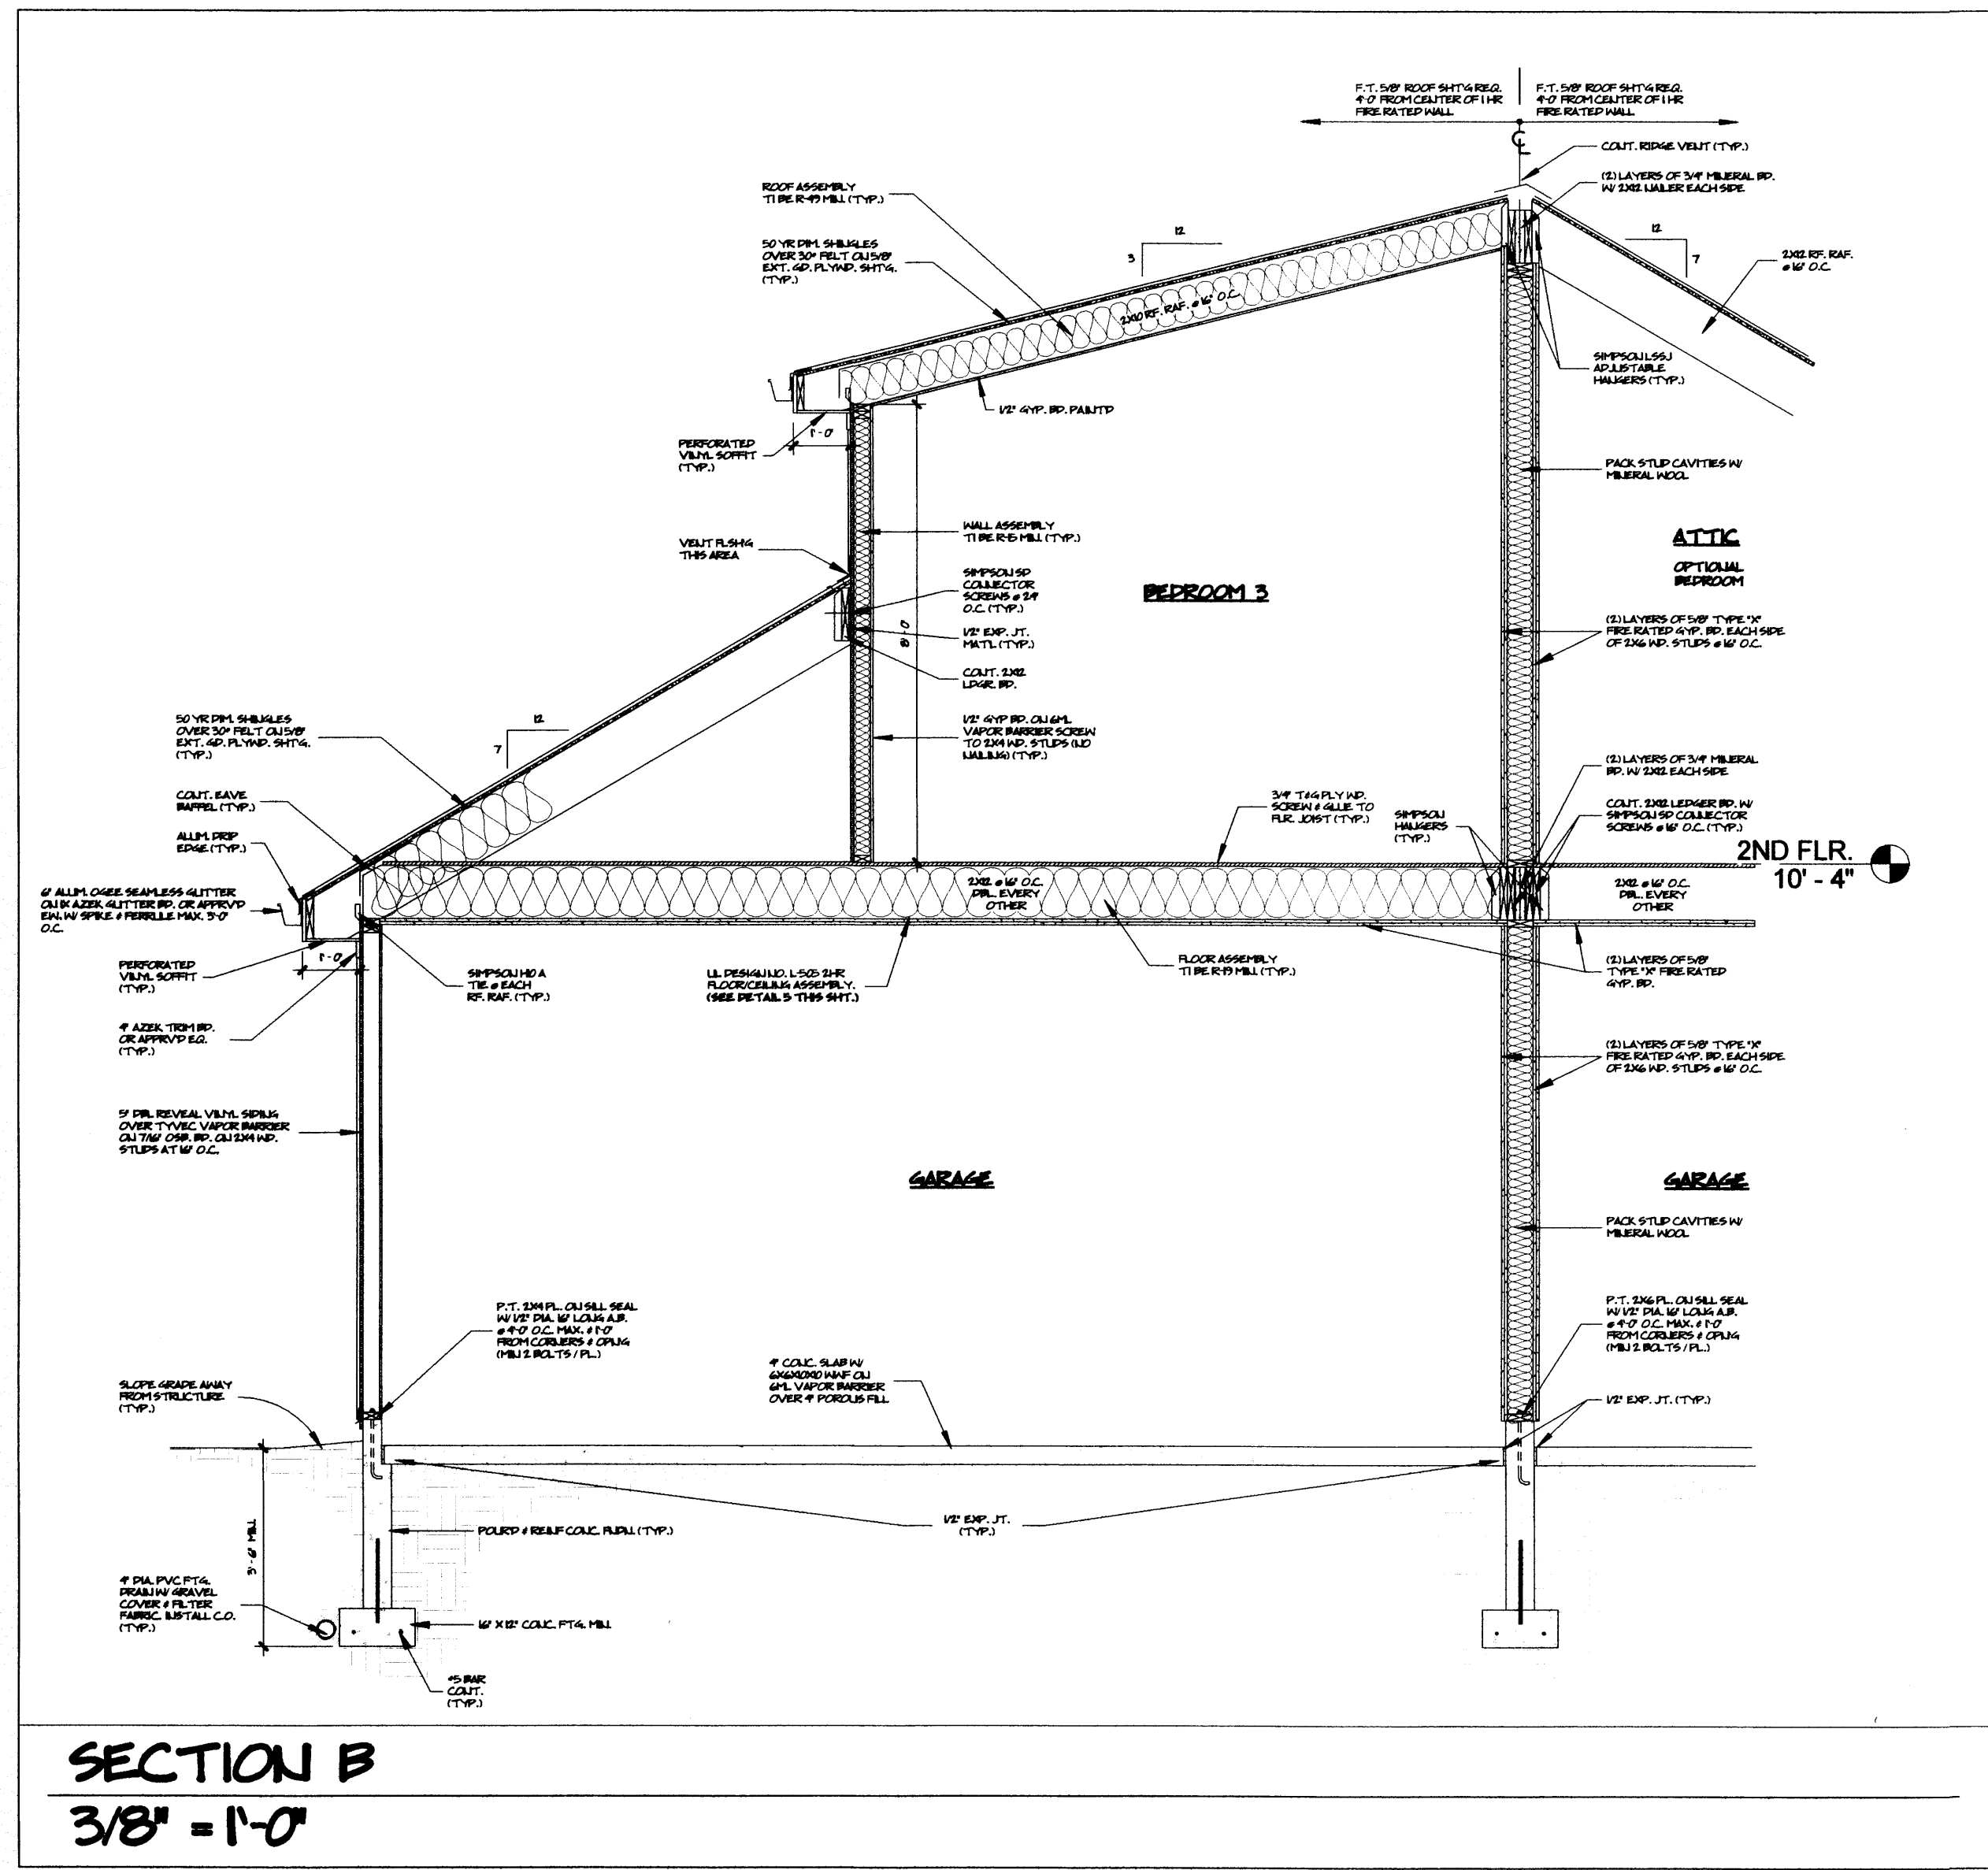 F.T. 5/8" ROOF SHT'G REQ.
4'-0" FROM CENTER OF 1 HR
FIRE RATED WALL
F.T. 5/8" ROOF SHT'G REQ.
4'-0" FROM CENTER OF 1 HR
FIRE RATED WALL
CL
CONT. RIDGE VENT (TYP.)
(2) LAYERS OF 3/4" MINERAL BD.
W/ 2X12 NAILER EACH SIDE
ROOF ASSEMBLY
TI BE R-49 MIN. (TYP.)
50 YR DIM. SHINGLES
OVER 30# FELT ON 5/8"
EXT. GD. PLYWD. SHTG.
(TYP.)
12
3
12
7
2X12 RF. RAF.
@ 16" O.C.
2X10 RF. RAF. @ 16" O.C.
SIMPSON LSSJ
ADJUSTABLE
HANGERS (TYP.)
1/2" GYP. BD. PAINT'D
1'-0"
PERFORATED
VINYL SOFFIT
(TYP.)
PACK STUD CAVITIES W/
MINERAL WOOL
WALL ASSEMBLY
TI BE R-15 MIN. (TYP.)
VENT FLSH'G
THIS AREA
ATTIC
OPTIONAL
BEDROOM
SIMPSON SD
CONNECTOR
SCREWS @ 24"
O.C. (TYP.)
BEDROOM 3
8'-0"
1/2" EXP. JT.
MAT'L (TYP.)
(2) LAYERS OF 5/8" TYPE "X"
FIRE RATED GYP. BD. EACH SIDE
OF 2X6 WD. STUDS @ 16" O.C.
CONT. 2X12
LDGR. BD.
50 YR DIM. SHINGLES
OVER 30# FELT ON 5/8"
EXT. GD. PLYWD. SHTG.
(TYP.)
12
7
1/2" GYP BD. ON 6MIL
VAPOR BARRIER SCREW
TO 2X4 WD. STUDS (NO
NAILING) (TYP.)
(2) LAYERS OF 3/4" MINERAL
BD. W/ 2X12 EACH SIDE
CONT. EAVE
BAFFEL (TYP.)
3/4" T&G PLYWD.
SCREW & GLUE TO
FLR. JOIST (TYP.)
SIMPSON
HANGERS
(TYP.)
CONT. 2X12 LEDGER BD. W/
SIMPSON SD CONNECTOR
SCREWS @ 16" O.C. (TYP.)
ALUM. DRIP
EDGE (TYP.)
2ND FLR.
10' - 4"
6" ALUM. OGEE SEAMLESS GUTTER
ON 1X AZEK GUTTER BD. OR APPRV'D
EW. W/ SPIKE & FERRULE MAX. 3'-0"
O.C.
2X12 @ 16" O.C.
DBL. EVERY
OTHER
2X12 @ 16" O.C.
DBL. EVERY
OTHER
1'-0"
PERFORATED
VINYL SOFFIT
(TYP.)
SIMPSON H10 A
TIE @ EACH
RF. RAF. (TYP.)
UL DESIGN NO. L-505 2HR
FLOOR/CEILING ASSEMBLY.
(SEE DETAIL 3 THIS SHT.)
FLOOR ASSEMBLY
TI BE R-19 MIN. (TYP.)
(2) LAYERS OF 5/8"
TYPE "X" FIRE RATED
GYP. BD.
4" AZEK TRIM BD.
OR APPRV'D EQ.
(TYP.)
(2) LAYERS OF 5/8" TYPE "X"
FIRE RATED GYP. BD. EACH SIDE
OF 2X6 WD. STUDS @ 16" O.C.
5" DBL REVEAL VINYL SIDING
OVER TYVEC VAPOR BARRIER
ON 7/16" OSB. BD. ON 2X4 WD.
STUDS AT 16" O.C.
GARAGE
GARAGE
PACK STUD CAVITIES W/
MINERAL WOOL
P.T. 2X4 PL. ON SILL SEAL
W/ 1/2" DIA. 16" LONG A.B.
@ 4'-0" O.C. MAX. & 1'-0"
FROM CORNERS & OPN'G
(MIN 2 BOLTS / PL.)
P.T. 2X6 PL. ON SILL SEAL
W/ 1/2" DIA. 16" LONG A.B.
@ 4'-0" O.C. MAX. & 1'-0"
FROM CORNERS & OPN'G
(MIN 2 BOLTS / PL.)
SLOPE GRADE AWAY
FROM STRUCTURE
(TYP.)
4" CONC. SLAB W/
6X6X10X10 WWF ON
6MIL VAPOR BARRIER
OVER 4" POROUS FILL
1/2" EXP. JT. (TYP.)
3'-6" MIN.
POUR'D & REINF CONC. FNDN. (TYP.)
1/2" EXP. JT.
(TYP.)
4" DIA. PVC FTG.
DRAIN W/ GRAVEL
COVER & FILTER
FABRIC. INSTALL C.O.
(TYP.)
16" X 12" CONC. FTG. MIN.
#5 BAR
CONT.
(TYP.)
SECTION B
3/8" = 1'-0"